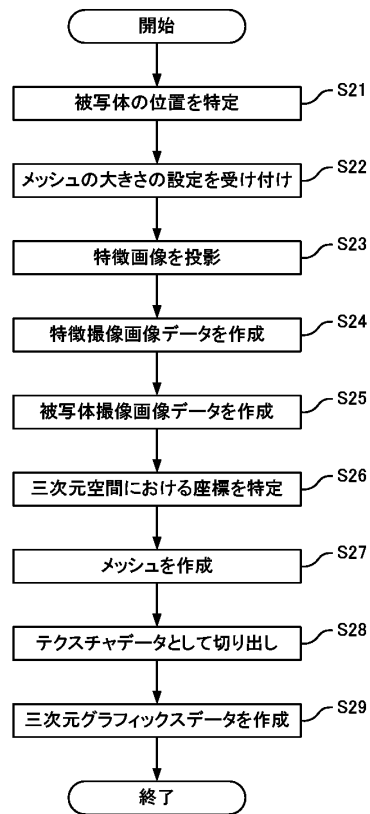 開始
被写体の位置を特定
S21
メッシュの大きさの設定を受け付け
S22
特徴画像を投影
S23
特徴撮像画像データを作成
S24
被写体撮像画像データを作成
S25
三次元空間における座標を特定
S26
メッシュを作成
S27
テクスチャデータとして切り出し
S28
三次元グラフィックスデータを作成
S29
終了